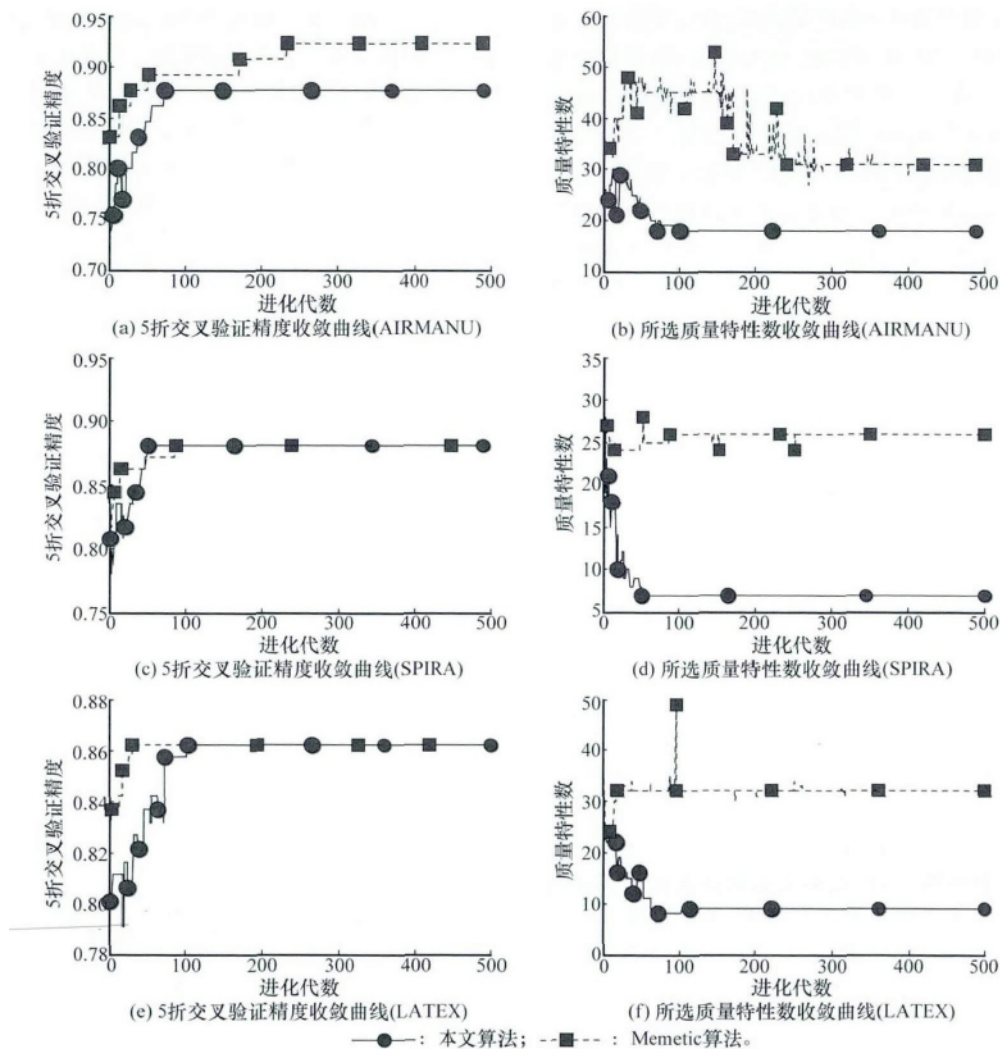 0.95
0.90
0.85
0.80
0.75
0.70
5折交叉验证精度
0 100 200 300 400 500
进化代数
(a) 5折交叉验证精度收敛曲线(AIRMANU)
60
50
40
30
20
10
质量特性数
0 100 200 300 400 500
进化代数
(b) 所选质量特性数收敛曲线(AIRMANU)
0.95
0.90
0.85
0.80
0.75
5折交叉验证精度
0 100 200 300 400 500
进化代数
(c) 5折交叉验证精度收敛曲线(SPIRA)
35
30
25
20
15
10
5
质量特性数
0 100 200 300 400 500
进化代数
(d) 所选质量特性数收敛曲线(SPIRA)
0.88
0.86
0.84
0.82
0.80
0.78
5折交叉验证精度
0 100 200 300 400 500
进化代数
(e) 5折交叉验证精度收敛曲线(LATEX)
50
40
30
20
10
0
质量特性数
0 100 200 300 400 500
进化代数
(f) 所选质量特性数收敛曲线(LATEX)
: 本文算法; : Memetic算法。